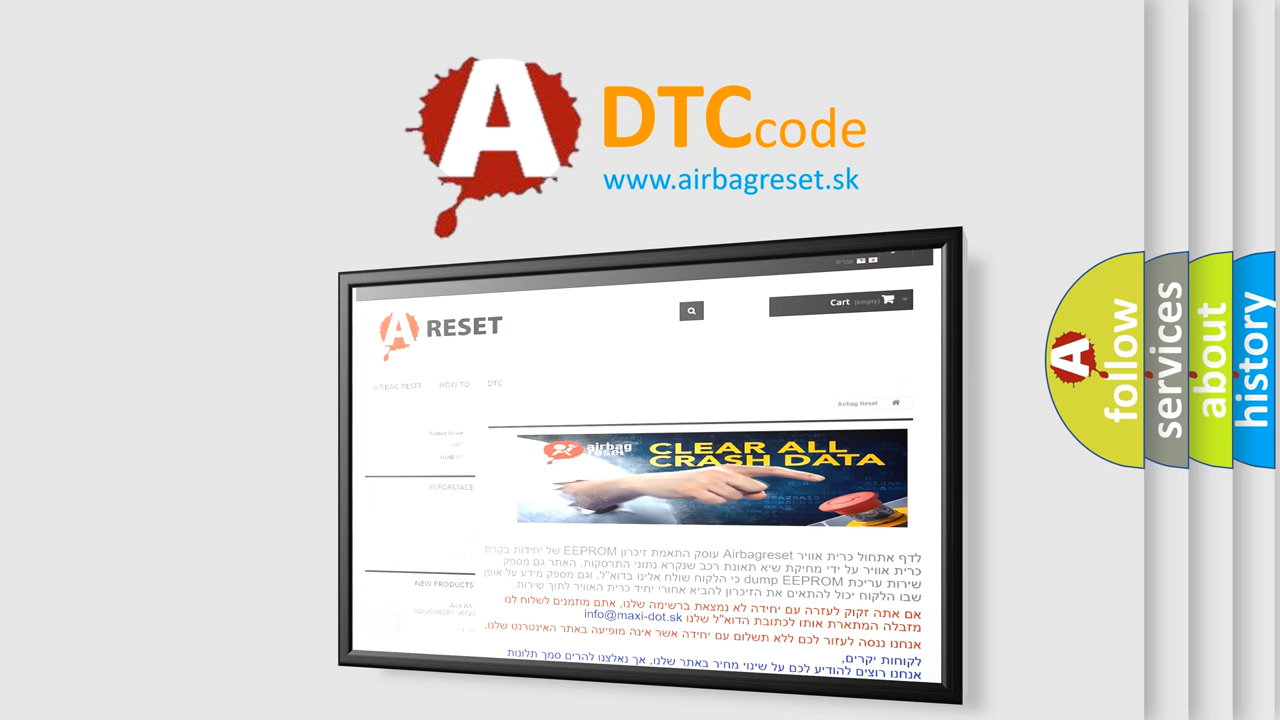 A
DTCcode
www.airbagreset.sk
עברית
Cart (empty)
A RESET
AIRBAG RESET HOW TO DTC
Airbag Reset
Airbag Reset
HOW TO
INFORMACE
airbag
reset
CLEAR ALL
CRASH DATA
לדף אתחול כרית אוויר Airbagreset עוסק התאמת זיכרון EEPROM של יחידות בקרת
כרית אוויר על ידי מחיקת שיא תאונת רכב שנקרא נתוני התרסקות. האתר גם מספק
שירות עריכת dump EEPROM כי הלקוח שולח אלינו בדוא"ל, וגם מספק מידע על אופן
שבו הלקוח יכול להתאים את הזיכרון להביא אחורי יחיד כרית האוויר לתוך שירות.
NEW PRODUCTS
אם אתה זקוק לעזרה עם יחידה לא נמצאת ברשימה שלנו, אתם מוזמנים לשלוח לנו
מזבלה המתארת אותו לכתובת הדוא"ל שלנו info@maxi-dot.sk
אנחנו ננסה לעזור לכם ללא תשלום עם יחידה אשר אינה מופיעה באתר האינטרנט שלנו.
לקוחות יקרים,
אנחנו רוצים להודיע לכם על שינוי מחיר באתר שלנו, אך נאלצנו להרים סמך תלונות
A
follow
services
about
history